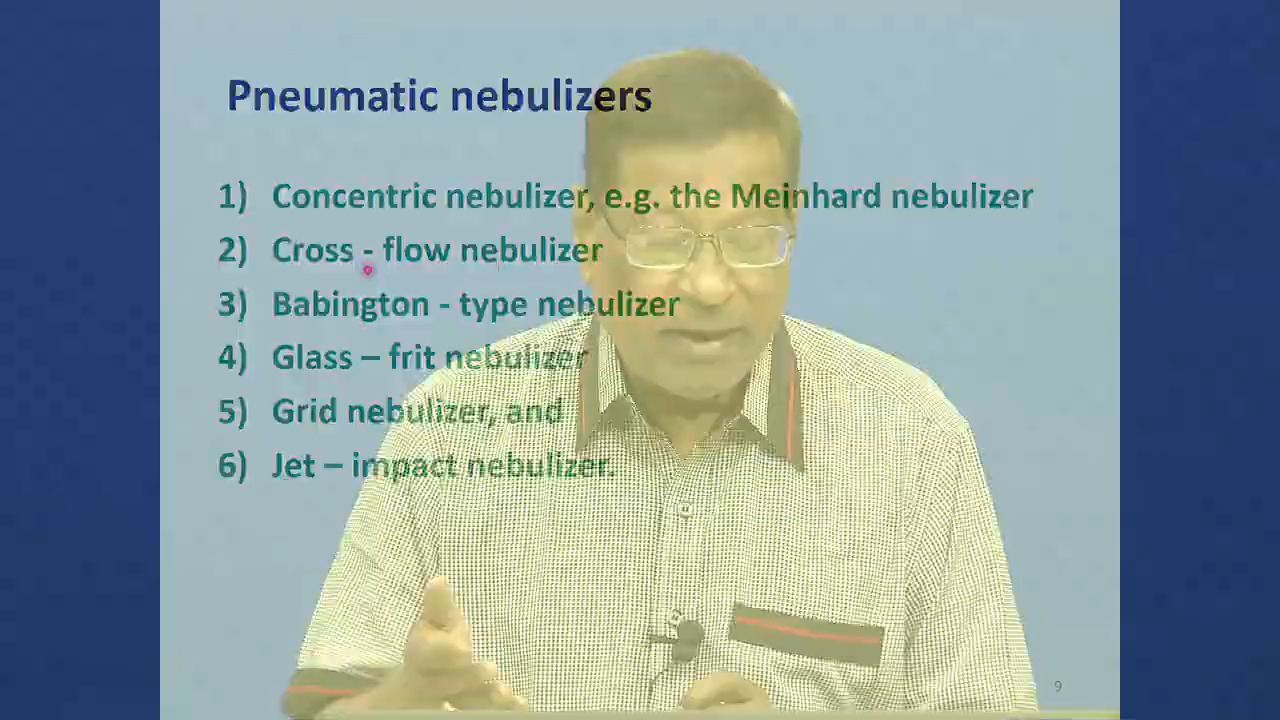 Pneumatic nebulizers
1) Concentric nebulizer, e.g. the Meinhard nebulizer
2) Cross - flow nebulizer
3) Babington - type nebulizer
4) Glass – frit nebulizer
5) Grid nebulizer, and
6) Jet – impact nebulizer.
9